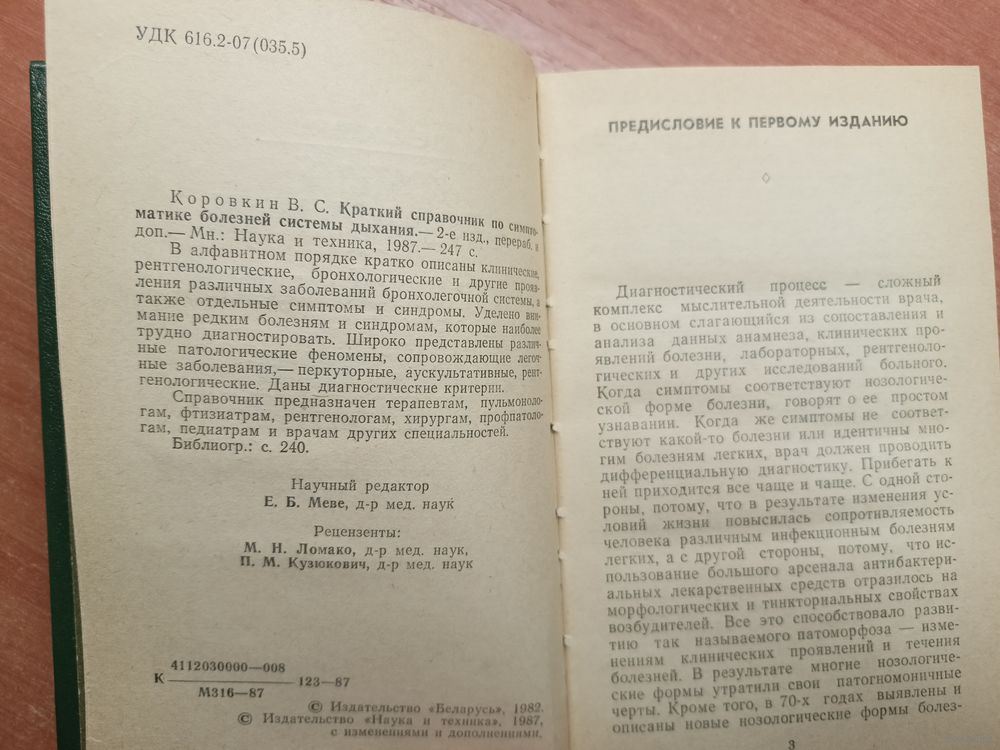 УДК 616.2-07(035.5)
Коровкин В. С. Краткий справочник по симпто-
матике болезней системы дыхания.— 2-е изд., перераб. и
доп.— Мн.: Наука и техника, 1987.— 247 с.
В алфавитном порядке кратко описаны клинические,
рентгенологические, бронхологические и другие прояв-
ления различных заболеваний бронхолегочной системы, а
также отдельные симптомы и синдромы. Уделено вни-
мание редким болезням и синдромам, которые наиболее
трудно диагностировать. Широко представлены различ-
ные патологические феномены, сопровождающие легоч-
ные заболевания,— перкуторные, аускультативные, рент-
генологические. Даны диагностические критерии.
Справочник предназначен терапевтам, пульмоноло-
гам, фтизиатрам, рентгенологам, хирургам, профпатоло-
гам, педиатрам и врачам других специальностей.
Библиогр.: с. 240.
Научный редактор
Е. Б. Меве, д-р мед. наук
Рецензенты:
М. Н. Ломако, д-р мед. наук,
П. М. Кузюкович, д-р мед. наук
4112030000—008
К ——— 123—87
М316—87
© Издательство «Беларусь», 1982.
© Издательство «Наука и техника», 1987,
с изменениями и дополнениями.
ПРЕДИСЛОВИЕ К ПЕРВОМУ ИЗДАНИЮ
Диагностический процесс — сложный
комплекс мыслительной деятельности врача,
в основном слагающийся из сопоставления и
анализа данных анамнеза, клинических про-
явлений болезни, лабораторных, рентгеноло-
гических и других исследований больного.
Когда симптомы соответствуют нозологиче-
ской форме болезни, говорят о ее простом
узнавании. Когда же симптомы не соответ-
ствуют какой-то болезни или идентичны мно-
гим болезням легких, врач должен проводить
дифференциальную диагностику. Прибегать к
ней приходится все чаще и чаще. С одной сто-
роны, потому, что в результате изменения ус-
ловий жизни повысилась сопротивляемость
человека различным инфекционным болезням
легких, а с другой стороны, потому, что ис-
пользование большого арсенала антибактери-
альных лекарственных средств отразилось на
морфологических и тинкториальных свойствах
возбудителей. Все это способствовало разви-
тию так называемого патоморфоза — изме-
нениям клинических проявлений и течения
болезней. В результате многие нозологиче-
ские формы утратили свои патогномоничные
черты. Кроме того, в 70-х годах выявлены и
описаны новые нозологические формы болез-
3